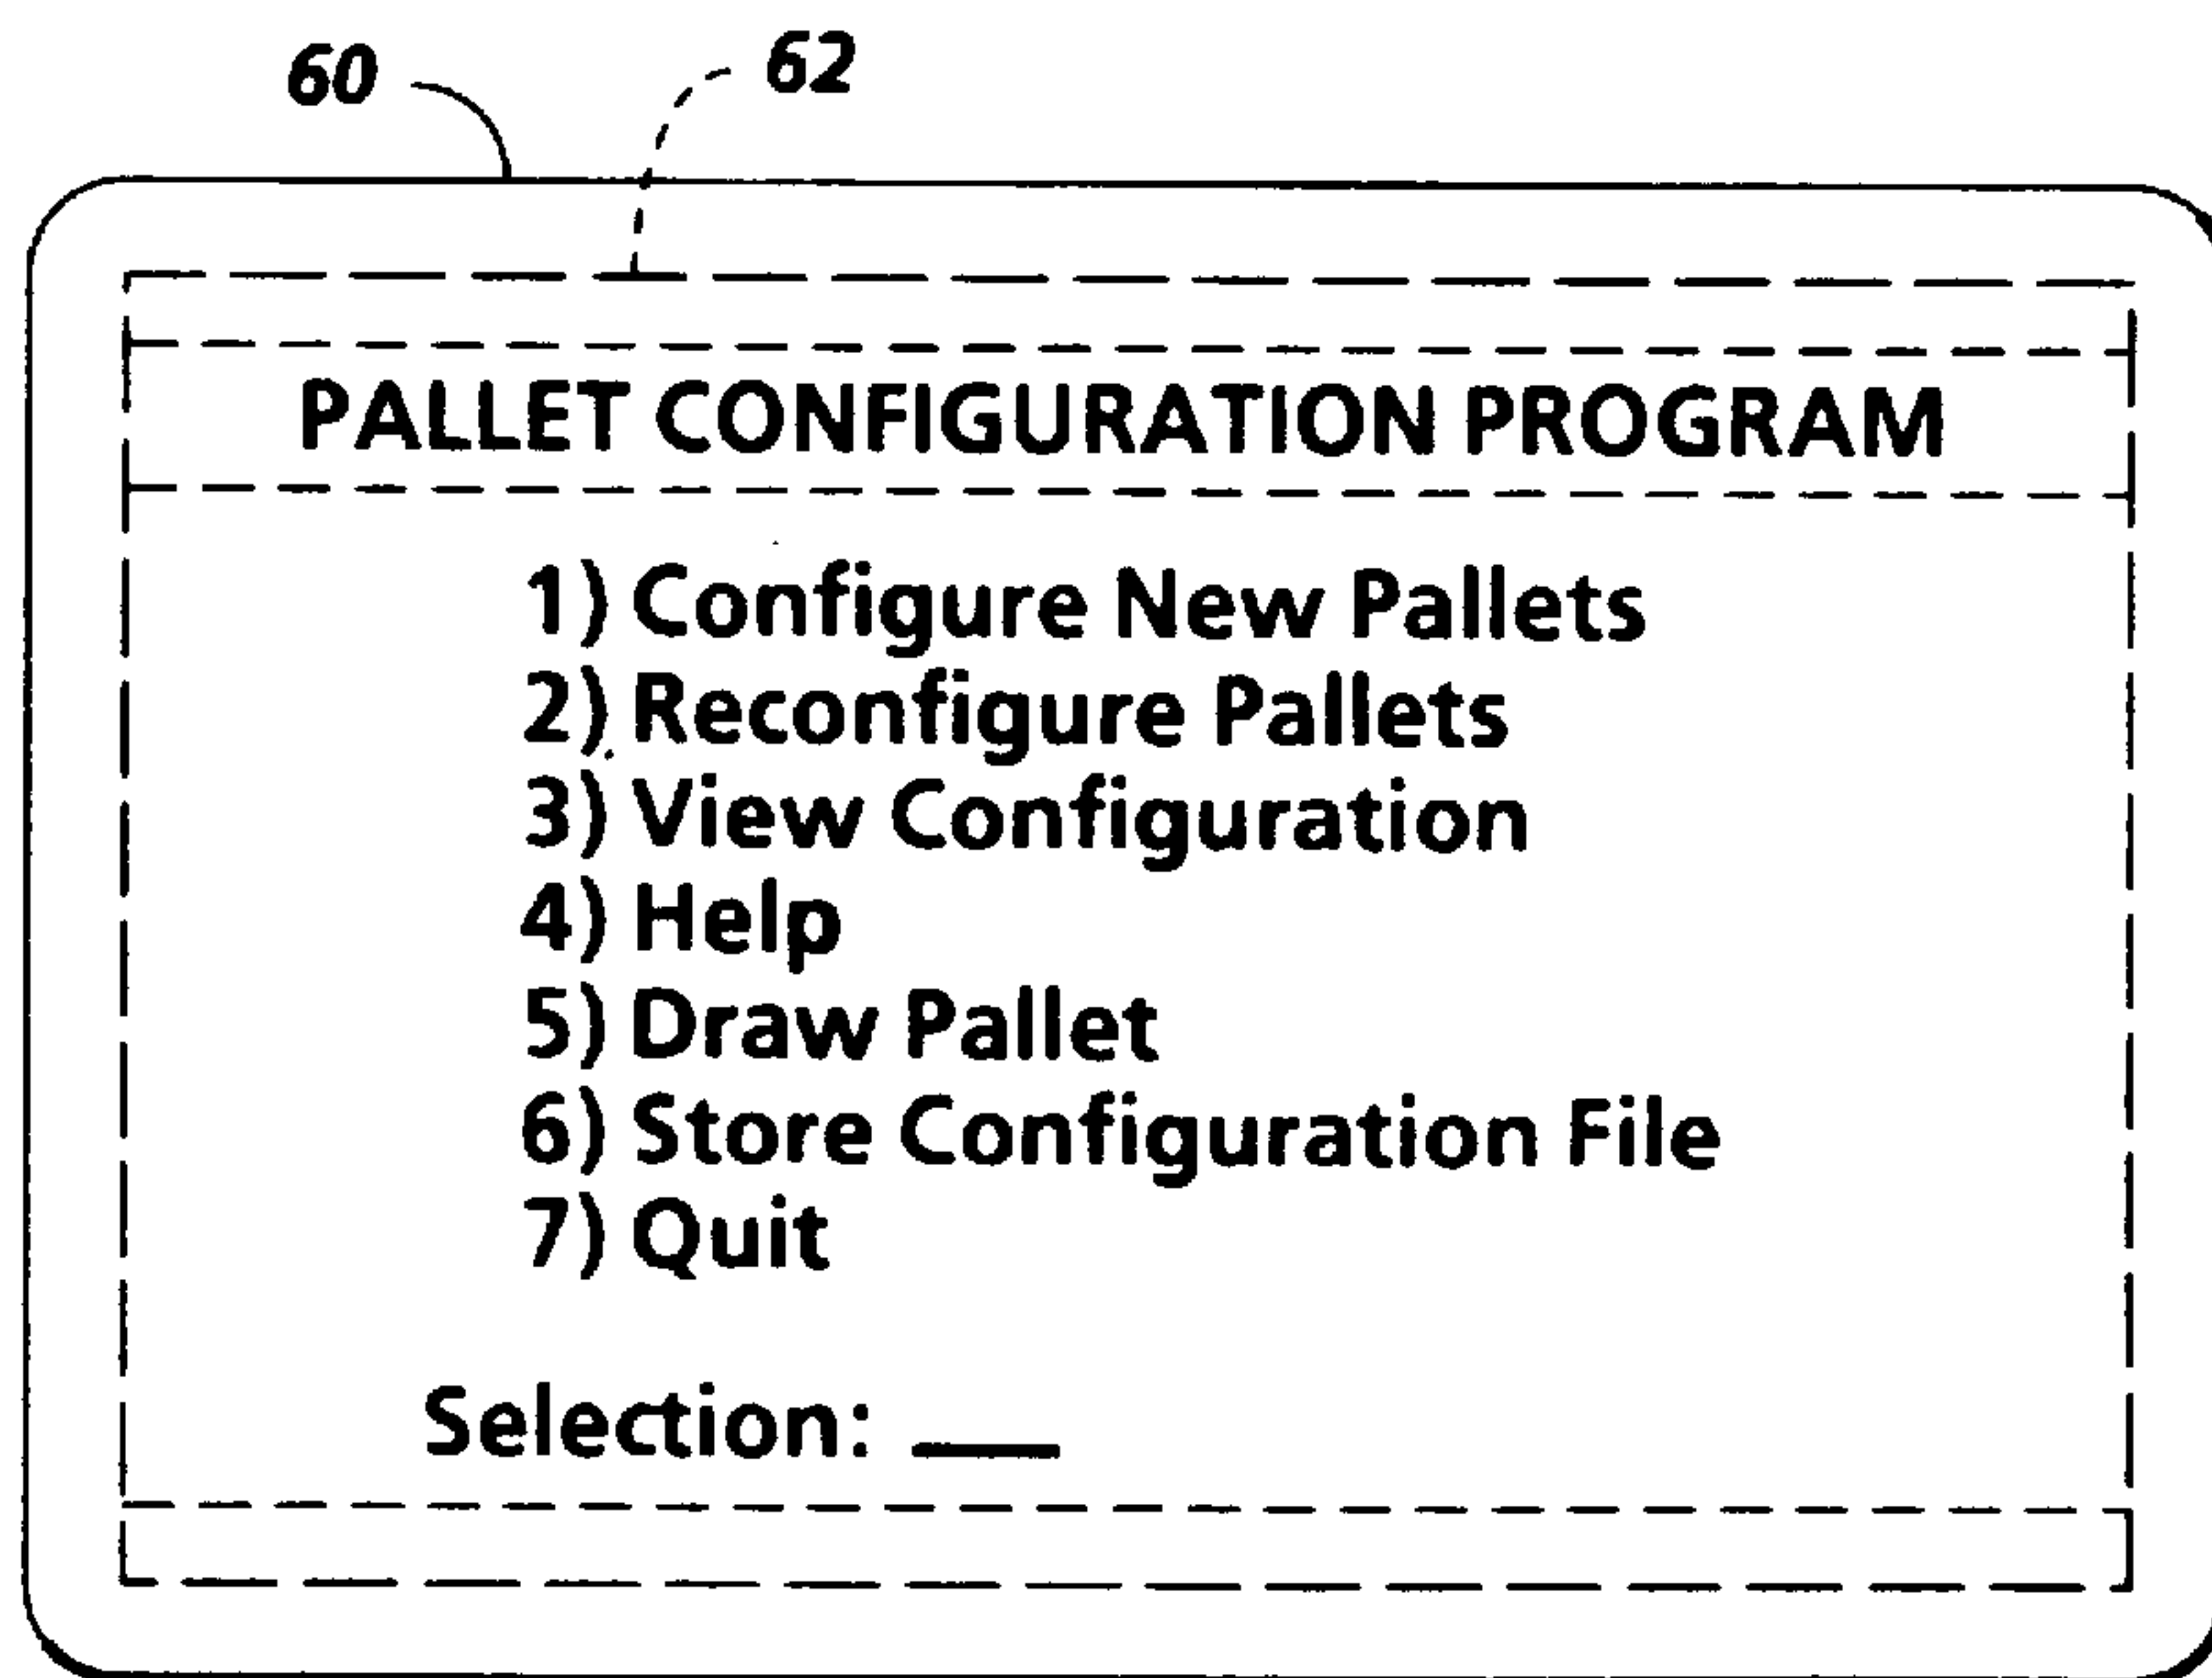 60 62
PALLET CONFIGURATION PROGRAM
1) Configure New Pallets
2) Reconfigure Pallets
3) View Configuration
4) Help
5) Draw Pallet
6) Store Configuration File
7) Quit
Selection: ___